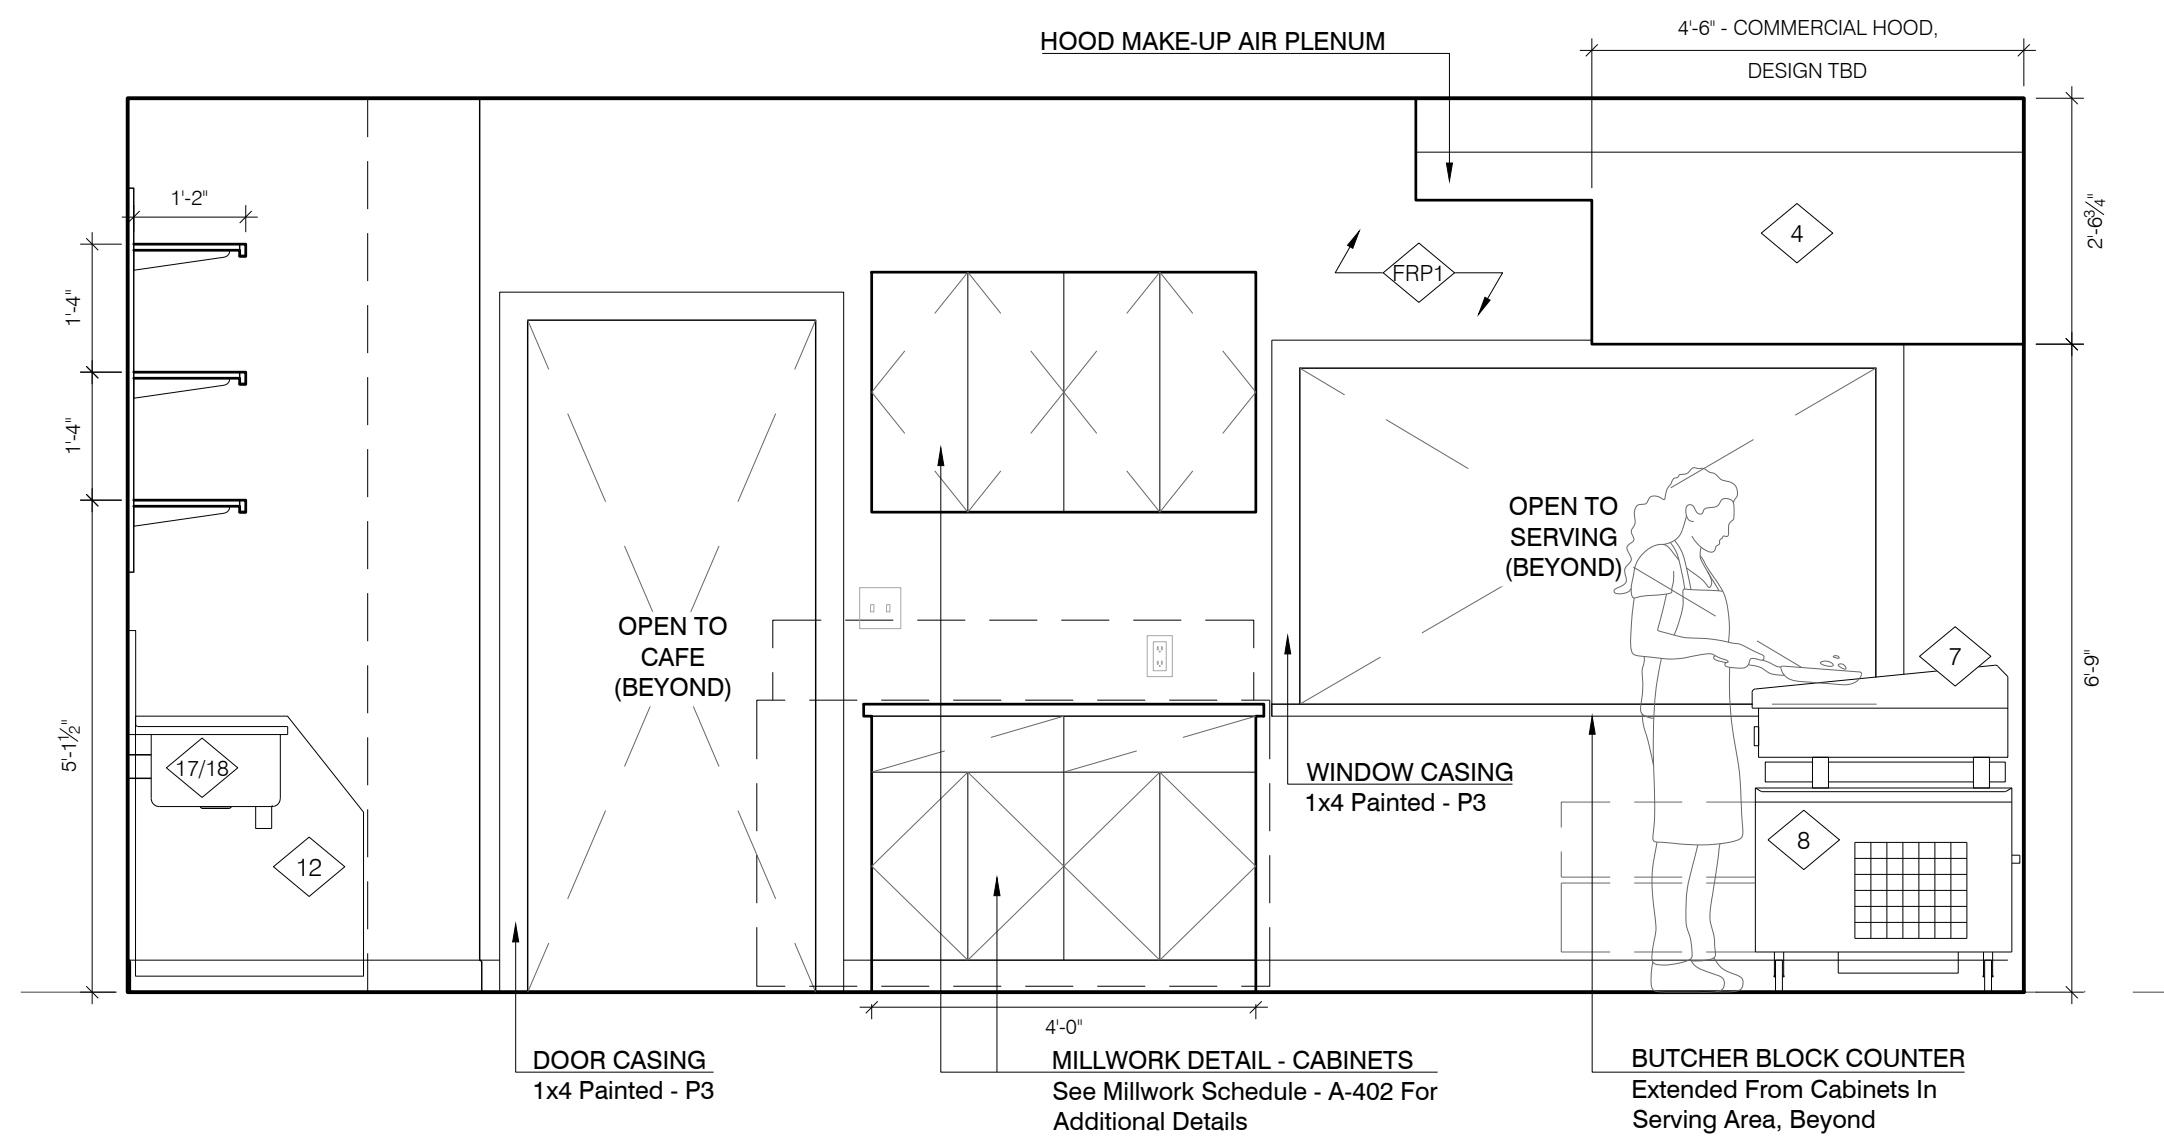 HOOD MAKE-UP AIR PLENUM
4'-6" - COMMERCIAL HOOD,
DESIGN TBD
1'-2"
2'-6¾"
4
FRP1
1'-4"
1'-4"
OPEN TO
SERVING
(BEYOND)
OPEN TO
CAFE
(BEYOND)
7
6'-9"
5'-1½"
17/18
WINDOW CASING
1x4 Painted - P3
8
12
4'-0"
DOOR CASING
1x4 Painted - P3
MILLWORK DETAIL - CABINETS
See Millwork Schedule - A-402 For
Additional Details
BUTCHER BLOCK COUNTER
Extended From Cabinets In
Serving Area, Beyond